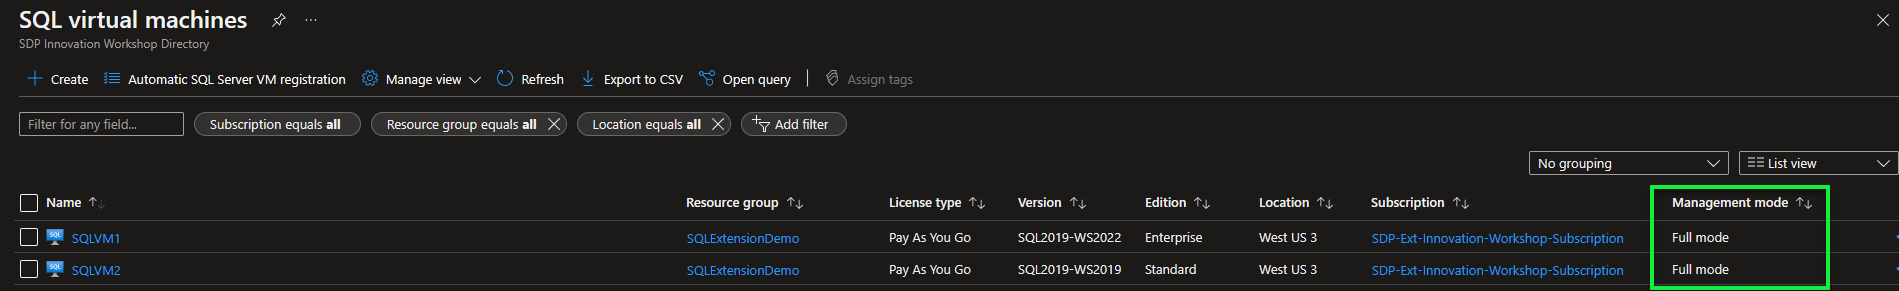 SQL virtual machines
SDP Innovation Workshop Directory
Create Automatic SQL Server VM registration Manage view Refresh Export to CSV Open query Assign tags
Filter for any field... Subscription equals all Resource group equals all Location equals all Add filter
No grouping List view
Name Resource group License type Version Edition Location Subscription Management mode
SQL SQLVM1 SQLExtensionDemo Pay As You Go SQL2019-WS2022 Enterprise West US 3 SDP-Ext-Innovation-Workshop-Subscription Full mode
SQL SQLVM2 SQLExtensionDemo Pay As You Go SQL2019-WS2019 Standard West US 3 SDP-Ext-Innovation-Workshop-Subscription Full mode